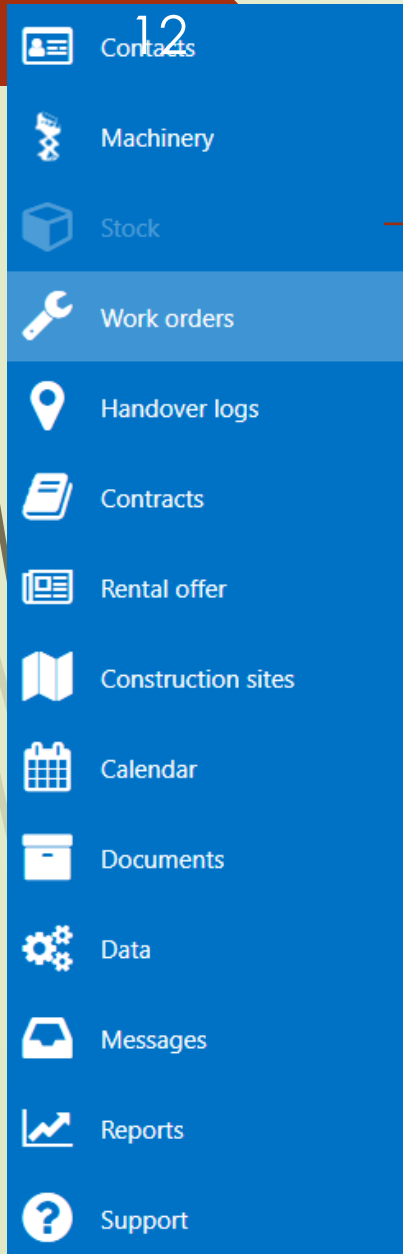 12
Contacts
Machinery
Stock
Work orders
Handover logs
Contracts
Rental offer
Construction sites
Calendar
Documents
Data
Messages
Reports
Support